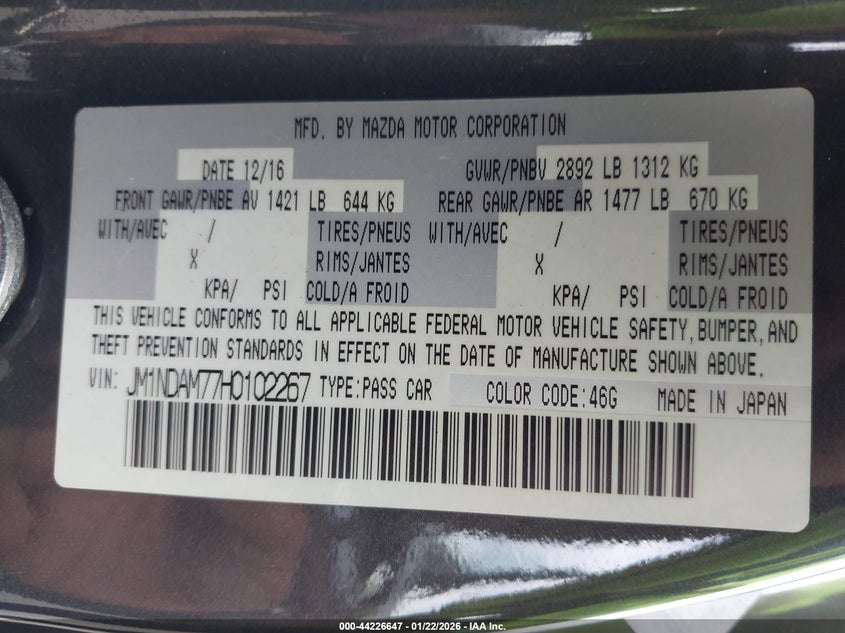 MFD. BY MAZDA MOTOR CORPORATION
DATE 12/16 GVWR/PNBV 2892 LB 1312 KG
FRONT GAWR/PNBE AV 1421 LB 644 KG REAR GAWR/PNBE AR 1477 LB 670 KG
WITH/AVEC / TIRES/PNEUS WITH/AVEC / TIRES/PNEUS
X RIMS/JANTES X RIMS/JANTES
KPA/ PSI COLD/A FROID KPA/ PSI COLD/A FROID
THIS VEHICLE CONFORMS TO ALL APPLICABLE FEDERAL MOTOR VEHICLE SAFETY, BUMPER, AND
THEFT PREVENTION STANDARDS IN EFFECT ON THE DATE OF MANUFACTURE SHOWN ABOVE.
VIN: JM1NDAM77H0102267 TYPE:PASS CAR COLOR CODE:46G MADE IN JAPAN
000-44226647 - 01/22/2026 - IAA Inc.